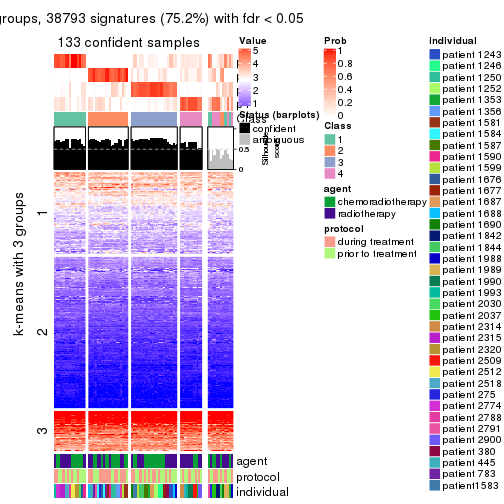 groups, 38793 signatures (75.2%) with fdr < 0.05
133 confident samples
k-means with 3 groups
1
2
3
1
0.5
0
Silhouette
score
agent
protocol
individual
Value
5
4
3
2
1
Status (barplots)
confident
ambiguous
Prob
1
0.8
0.6
0.4
0.2
0
Class
1
2
3
4
agent
chemoradiotherapy
radiotherapy
protocol
during treatment
prior to treatment
individual
patient 1243
patient 1246
patient 1250
patient 1252
patient 1353
patient 1356
patient 1581
patient 1584
patient 1587
patient 1590
patient 1599
patient 1676
patient 1677
patient 1687
patient 1688
patient 1690
patient 1842
patient 1844
patient 1988
patient 1989
patient 1990
patient 1993
patient 2030
patient 2037
patient 2314
patient 2315
patient 2320
patient 2509
patient 2512
patient 2518
patient 275
patient 2774
patient 2788
patient 2791
patient 2900
patient 380
patient 445
patient 783
patient1583